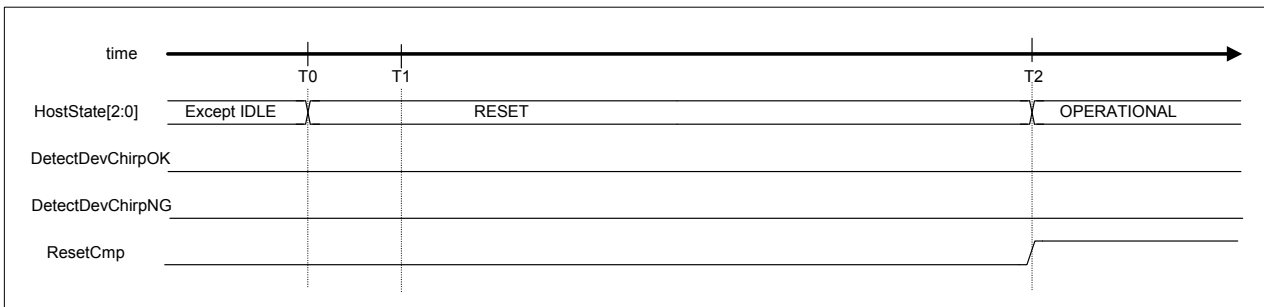 time
T0 T1 T2
HostState[2:0] Except IDLE RESET OPERATIONAL
DetectDevChirpOK
DetectDevChirpNG
ResetCmp